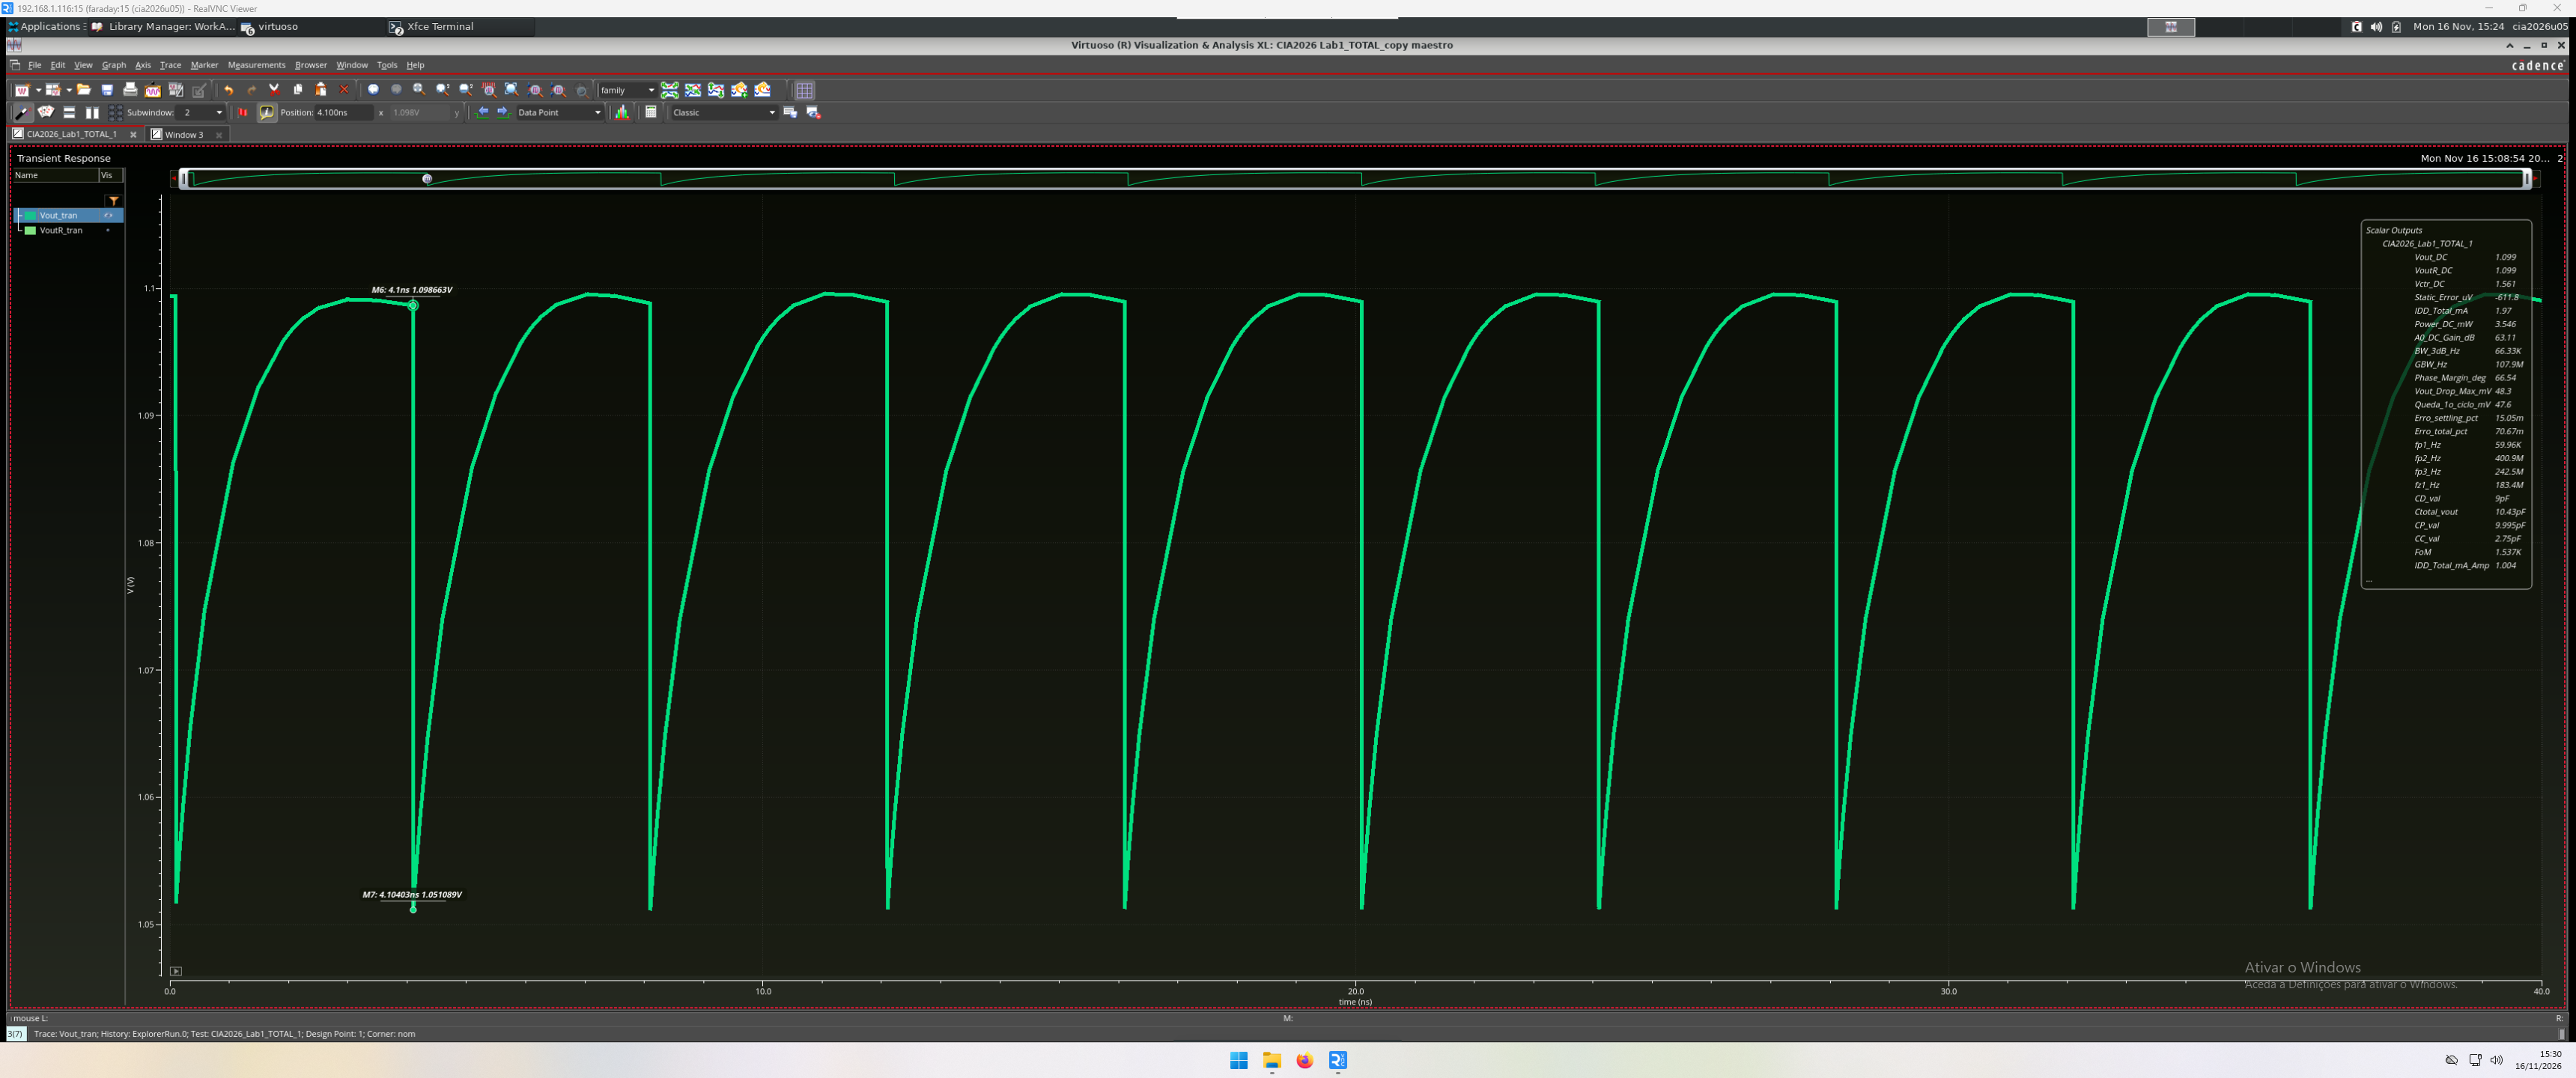 192.168.1.116:15 (faraday:15 (cia2026u05)) - RealVNC Viewer
Applications Library Manager: WorkA... virtuoso Xfce Terminal Mon 16 Nov, 15:24 cia2026u05
Virtuoso (R) Visualization & Analysis XL: CIA2026 Lab1_TOTAL_copy maestro
File Edit View Graph Axis Trace Marker Measurements Browser Window Tools Help cadence
family
Subwindow: 2 Position: 4.100ns x 1.098V y Data Point Classic
CIA2026_Lab1_TOTAL_1 Window 3
Transient Response Mon Nov 16 15:08:54 20... 2
Name Vis
Vout_tran
VoutR_tran
Scalar Outputs
CIA2026_Lab1_TOTAL_1
Vout_DC 1.099
VoutR_DC 1.099
Vctr_DC 1.561
Static_Error_uV -611.8
IDD_Total_mA 1.97
Power_DC_mW 3.546
A0_DC_Gain_dB 63.11
BW_3dB_Hz 66.33K
GBW_Hz 107.9M
Phase_Margin_deg 66.54
Vout_Drop_Max_mV 48.3
Queda_1o_ciclo_mV 47.6
Erro_settling_pct 15.05m
Erro_total_pct 70.67m
fp1_Hz 59.96K
fp2_Hz 400.9M
fp3_Hz 242.5M
fz1_Hz 183.4M
CD_val 9pF
Ctotal_vout 10.43pF
CP_val 9.995pF
CC_val 2.75pF
FoM 1.537K
IDD_Total_mA_Amp 1.004
...
M6: 4.1ns 1.098663V
1.1
1.09
1.08
V (V)
1.07
1.06
M7: 4.10403ns 1.051089V
1.05
0.0 10.0 20.0 30.0 40.0
time (ns)
Ativar o Windows
Aceda a Definições para ativar o Windows.
mouse L: M: R:
3(7) Trace: Vout_tran; History: ExplorerRun.0; Test: CIA2026_Lab1_TOTAL_1; Design Point: 1; Corner: nom
15:30
16/11/2026